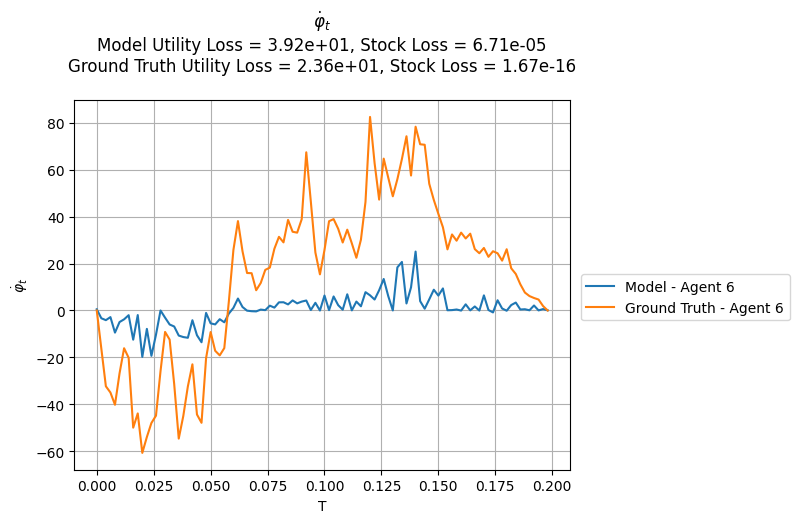 φ̇ₜ
Model Utility Loss = 3.92e+01, Stock Loss = 6.71e-05
Ground Truth Utility Loss = 2.36e+01, Stock Loss = 1.67e-16
80
60
40
20
0
−20
−40
−60
φ̇ₜ
0.000
0.025
0.050
0.075
0.100
0.125
0.150
0.175
0.200
T
Model - Agent 6
Ground Truth - Agent 6